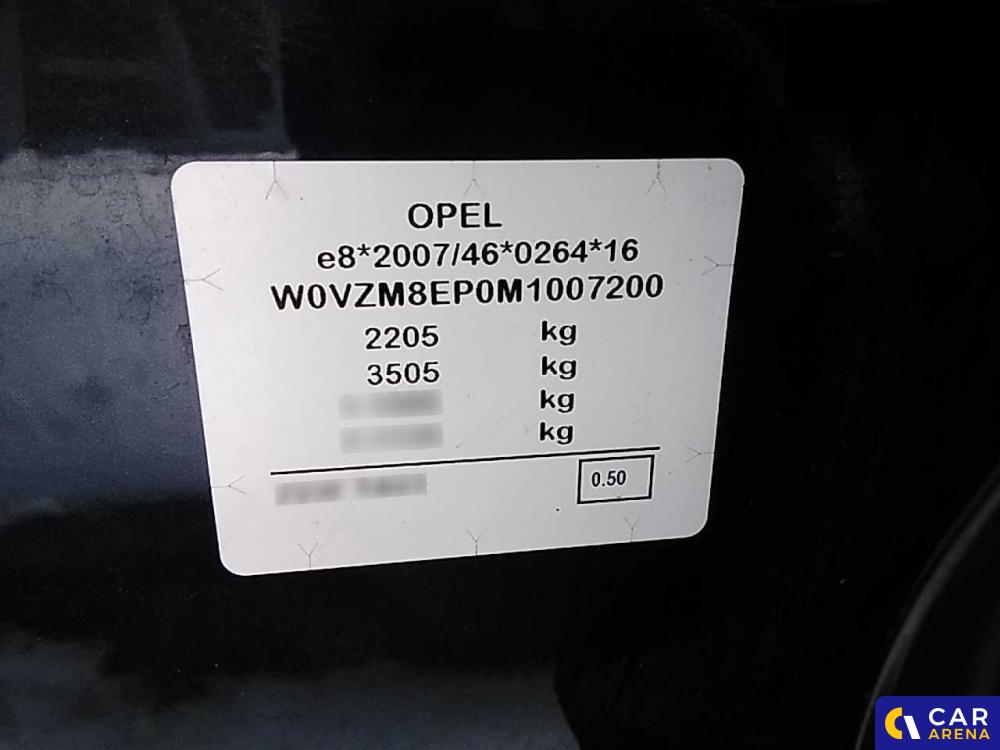 OPEL
e8*2007/46*0264*16
W0VZM8EP0M1007200
2205 kg
3505 kg
kg
kg
0.50
CAR
ARENA